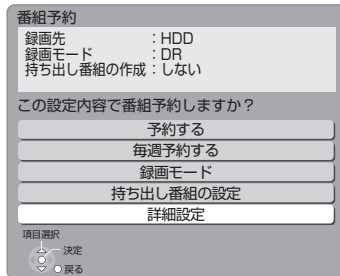 番組予約
録画先　　　　　：HDD
録画モード　　　：DR
持ち出し番組の作成：しない
この設定内容で番組予約しますか？
予約する
毎週予約する
録画モード
持ち出し番組の設定
詳細設定
項目選択
決定
戻る